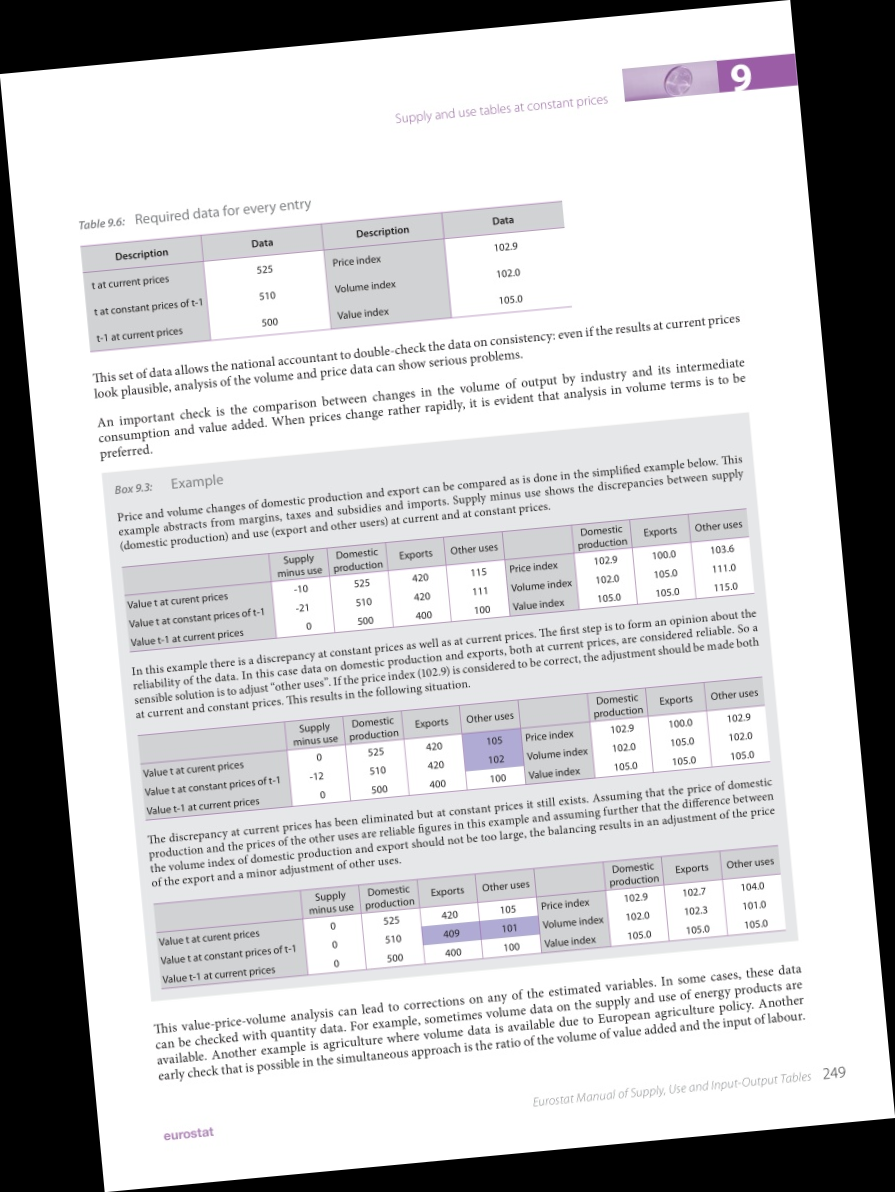 9
Supply and use tables at constant prices
Table 9.6: Required data for every entry
Description Data Description Data
t at current prices 525 Price index 102.9
t at constant prices of t-1 510 Volume index 102.0
t-1 at current prices 500 Value index 105.0
This set of data allows the national accountant to double-check the data on consistency: even if the results at current prices
look plausible, analysis of the volume and price data can show serious problems.
An important check is the comparison between changes in the volume of output by industry and its intermediate
consumption and value added. When prices change rather rapidly, it is evident that analysis in volume terms is to be
preferred.
Box 9.3: Example
Price and volume changes of domestic production and export can be compared as is done in the simplified example below. This
example abstracts from margins, taxes and subsidies and imports. Supply minus use shows the discrepancies between supply
(domestic production) and use (export and other users) at current and at constant prices.
Supply minus use Domestic production Exports Other uses Domestic production Exports Other uses
Value t at curent prices -10 525 420 115 Price index 102.9 100.0 103.6
Value t at constant prices of t-1 -21 510 420 111 Volume index 102.0 105.0 111.0
Value t-1 at current prices 0 500 400 100 Value index 105.0 105.0 115.0
In this example there is a discrepancy at constant prices as well as at current prices. The first step is to form an opinion about the
reliability of the data. In this case data on domestic production and exports, both at current prices, are considered reliable. So a
sensible solution is to adjust “other uses”. If the price index (102.9) is considered to be correct, the adjustment should be made both
at current and constant prices. This results in the following situation.
Supply minus use Domestic production Exports Other uses Domestic production Exports Other uses
Value t at curent prices 0 525 420 105 Price index 102.9 100.0 102.9
Value t at constant prices of t-1 -12 510 420 102 Volume index 102.0 105.0 102.0
Value t-1 at current prices 0 500 400 100 Value index 105.0 105.0 105.0
The discrepancy at current prices has been eliminated but at constant prices it still exists. Assuming that the price of domestic
production and the prices of the other uses are reliable figures in this example and assuming further that the difference between
the volume index of domestic production and export should not be too large, the balancing results in an adjustment of the price
of the export and a minor adjustment of other uses.
Supply minus use Domestic production Exports Other uses Domestic production Exports Other uses
Value t at curent prices 0 525 420 105 Price index 102.9 102.7 104.0
Value t at constant prices of t-1 0 510 409 101 Volume index 102.0 102.3 101.0
Value t-1 at current prices 0 500 400 100 Value index 105.0 105.0 105.0
This value-price-volume analysis can lead to corrections on any of the estimated variables. In some cases, these data
can be checked with quantity data. For example, sometimes volume data on the supply and use of energy products are
available. Another example is agriculture where volume data is available due to European agriculture policy. Another
early check that is possible in the simultaneous approach is the ratio of the volume of value added and the input of labour.
Eurostat Manual of Supply, Use and Input-Output Tables 249
eurostat